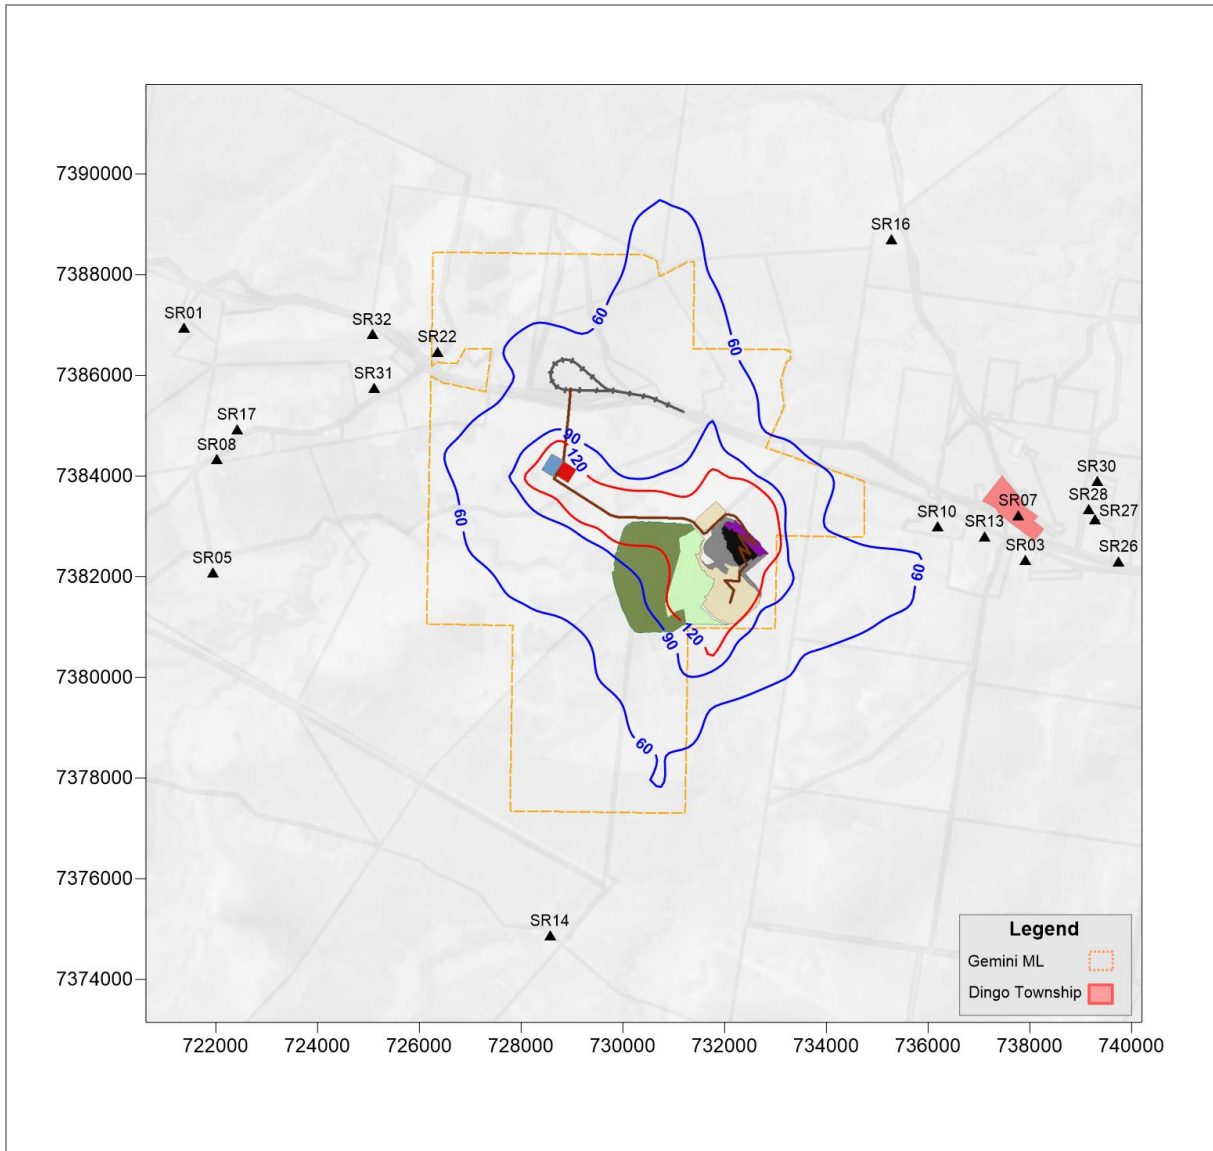 7390000
SR16
60
7388000
SR01
SR32
60
SR22
7386000
SR31
SR17
90
SR08
7384000
120
SR30
SR07
SR28
SR27
60
SR10
SR13
SR03
SR26
7382000
SR05
60
120
90
7380000
60
7378000
7376000
SR14
Legend
Gemini ML
7374000
Dingo Township
722000 724000 726000 728000 730000 732000 734000 736000 738000 740000